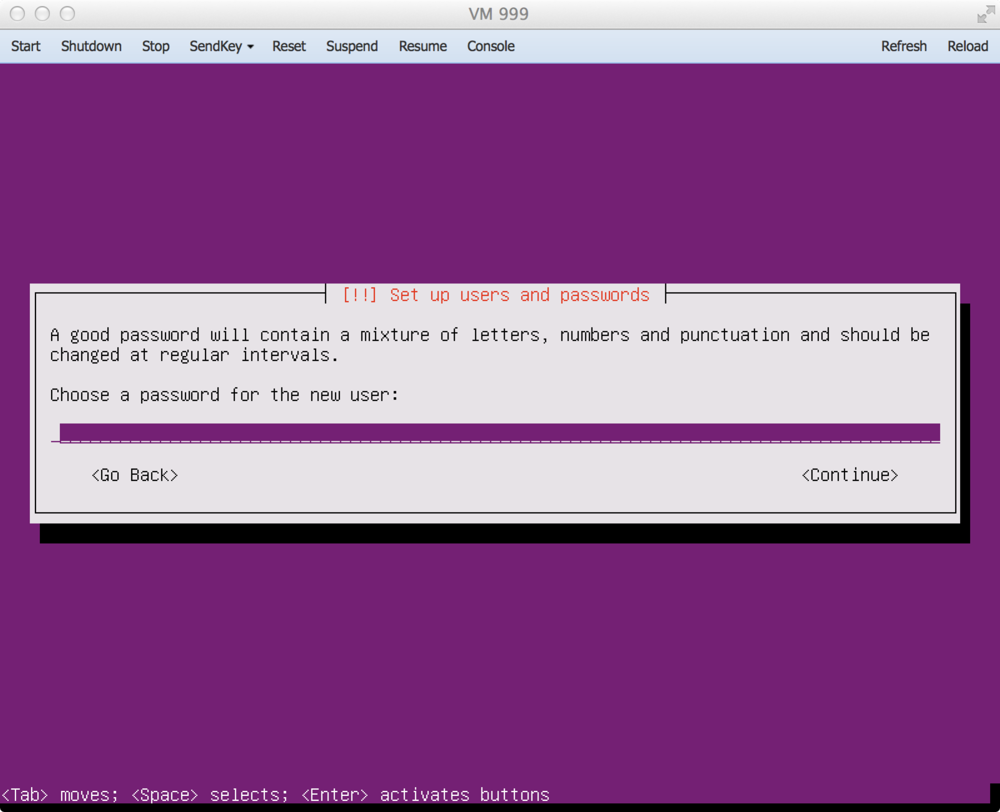 VM 999
Start Shutdown Stop SendKey Reset Suspend Resume Console Refresh Reload
[!!] Set up users and passwords
A good password will contain a mixture of letters, numbers and punctuation and should be
changed at regular intervals.
Choose a password for the new user:
<Go Back> <Continue>
<Tab> moves; <Space> selects; <Enter> activates buttons